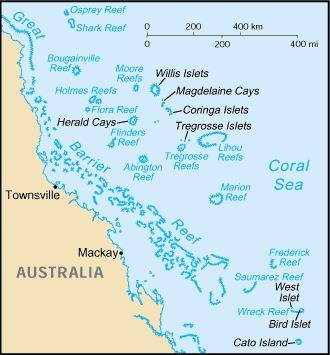 Great
Osprey Reef
Shark Reef
0 200 400 km
0 200 400 mi
Bougainville
Reef
Moore
Reefs
Willis Islets
Magdelaine Cays
Holmes Reefs
Flora Reef
Coringa Islets
Herald Cays
Tregrosse Islets
Flinders
Reef
Lihou
Reefs
Tregrosse
Reefs
Barrier
Abington
Reef
Coral
Sea
Townsville
Marion
Reef
Reef
Mackay
AUSTRALIA
Frederick
Reef
Saumarez Reef
West
Islet
Wreck Reef
Bird Islet
Cato Island